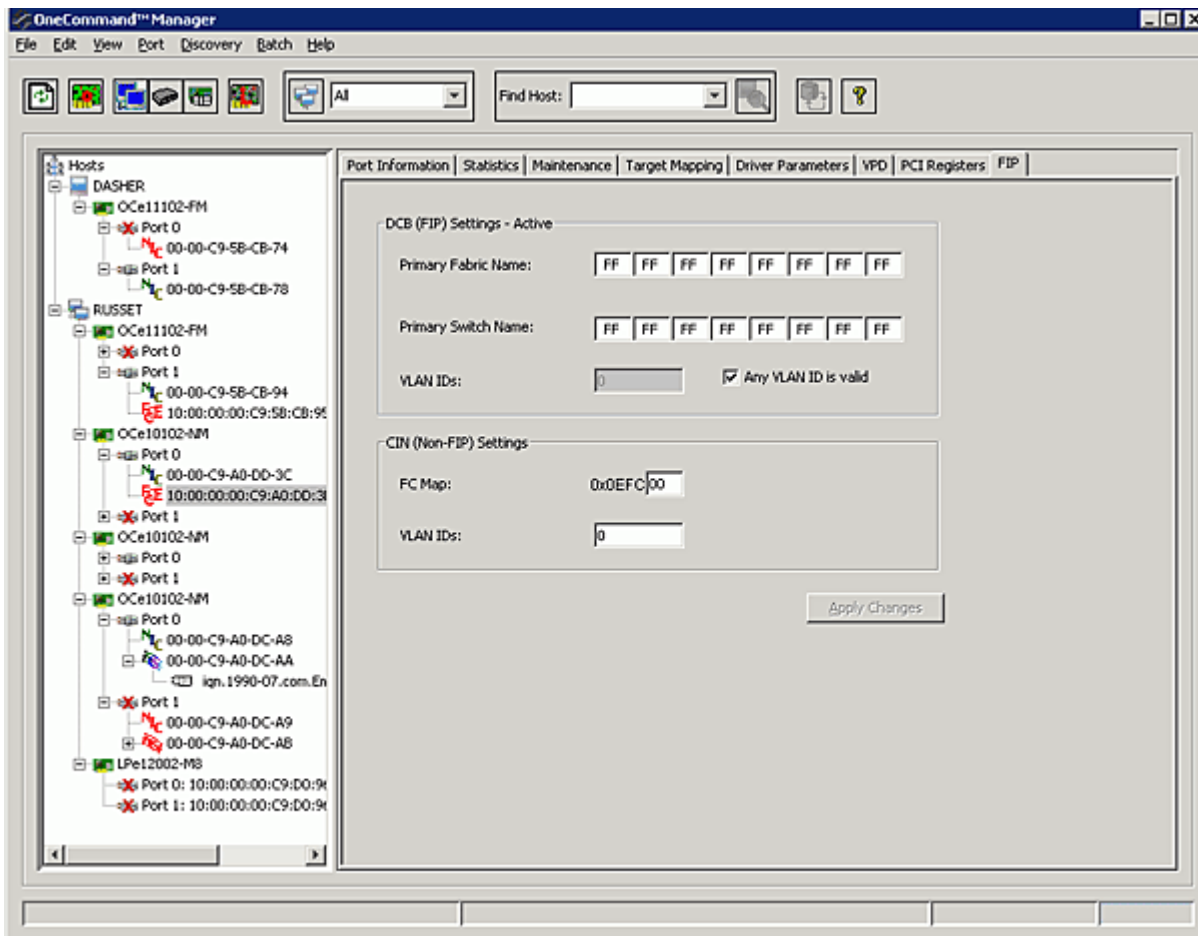 OneCommand™ Manager
File Edit View Port Discovery Batch Help
All
Find Host:
Hosts
DASHER
OCe11102-FM
Port 0
00-00-C9-5B-CB-74
Port 1
00-00-C9-5B-CB-78
RUSSET
OCe11102-FM
Port 0
Port 1
00-00-C9-5B-CB-94
10:00:00:00:C9:5B:CB:95
OCe10102-NM
Port 0
00-00-C9-A0-DD-3C
10:00:00:00:C9:A0:DD:3
Port 1
OCe10102-NM
Port 0
Port 1
OCe10102-NM
Port 0
00-00-C9-A0-DC-A8
00-00-C9-A0-DC-AA
iqn.1990-07.com.En
Port 1
00-00-C9-A0-DC-A9
00-00-C9-A0-DC-AB
LPe12002-M8
Port 0: 10:00:00:00:C9:D0:9
Port 1: 10:00:00:00:C9:D0:9
Port Information Statistics Maintenance Target Mapping Driver Parameters VPD PCI Registers FIP
DCB (FIP) Settings - Active
Primary Fabric Name: FF FF FF FF FF FF FF FF
Primary Switch Name: FF FF FF FF FF FF FF FF
VLAN IDs: 0 Any VLAN ID is valid
CIN (Non-FIP) Settings
FC Map: 0x0EFC 00
VLAN IDs: 0
Apply Changes